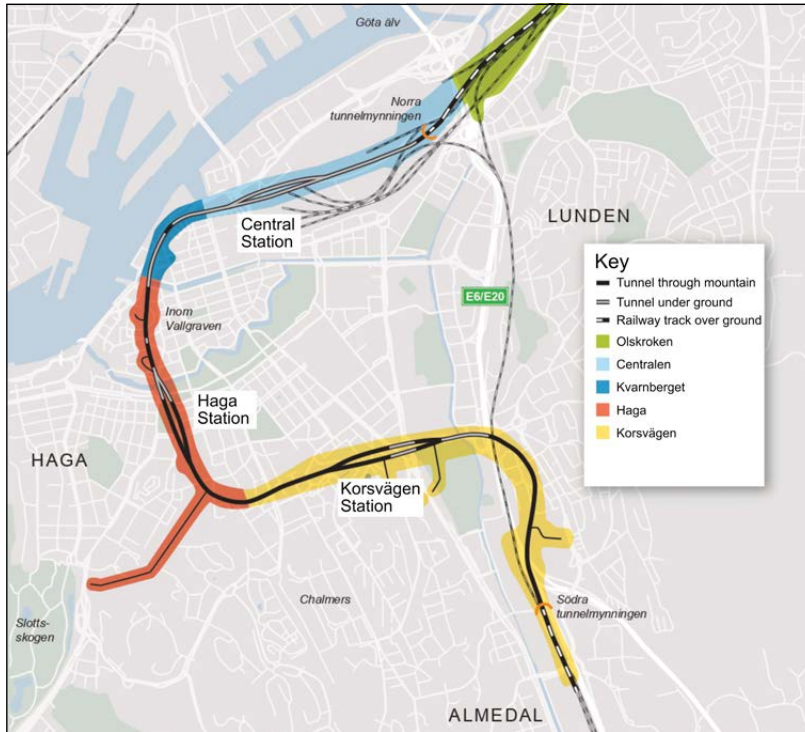 Göta älv
Norra
tunnelmynningen
Central
Station
LUNDEN
Key
Tunnel through mountain
Tunnel under ground
Railway track over ground
Olskroken
Centralen
Kvarnberget
Haga
Korsvägen
E6/E20
Inom
Vallgraven
Haga
Station
HAGA
Korsvägen
Station
Chalmers
Södra
tunnelmynningen
Slotts-
skogen
ALMEDAL